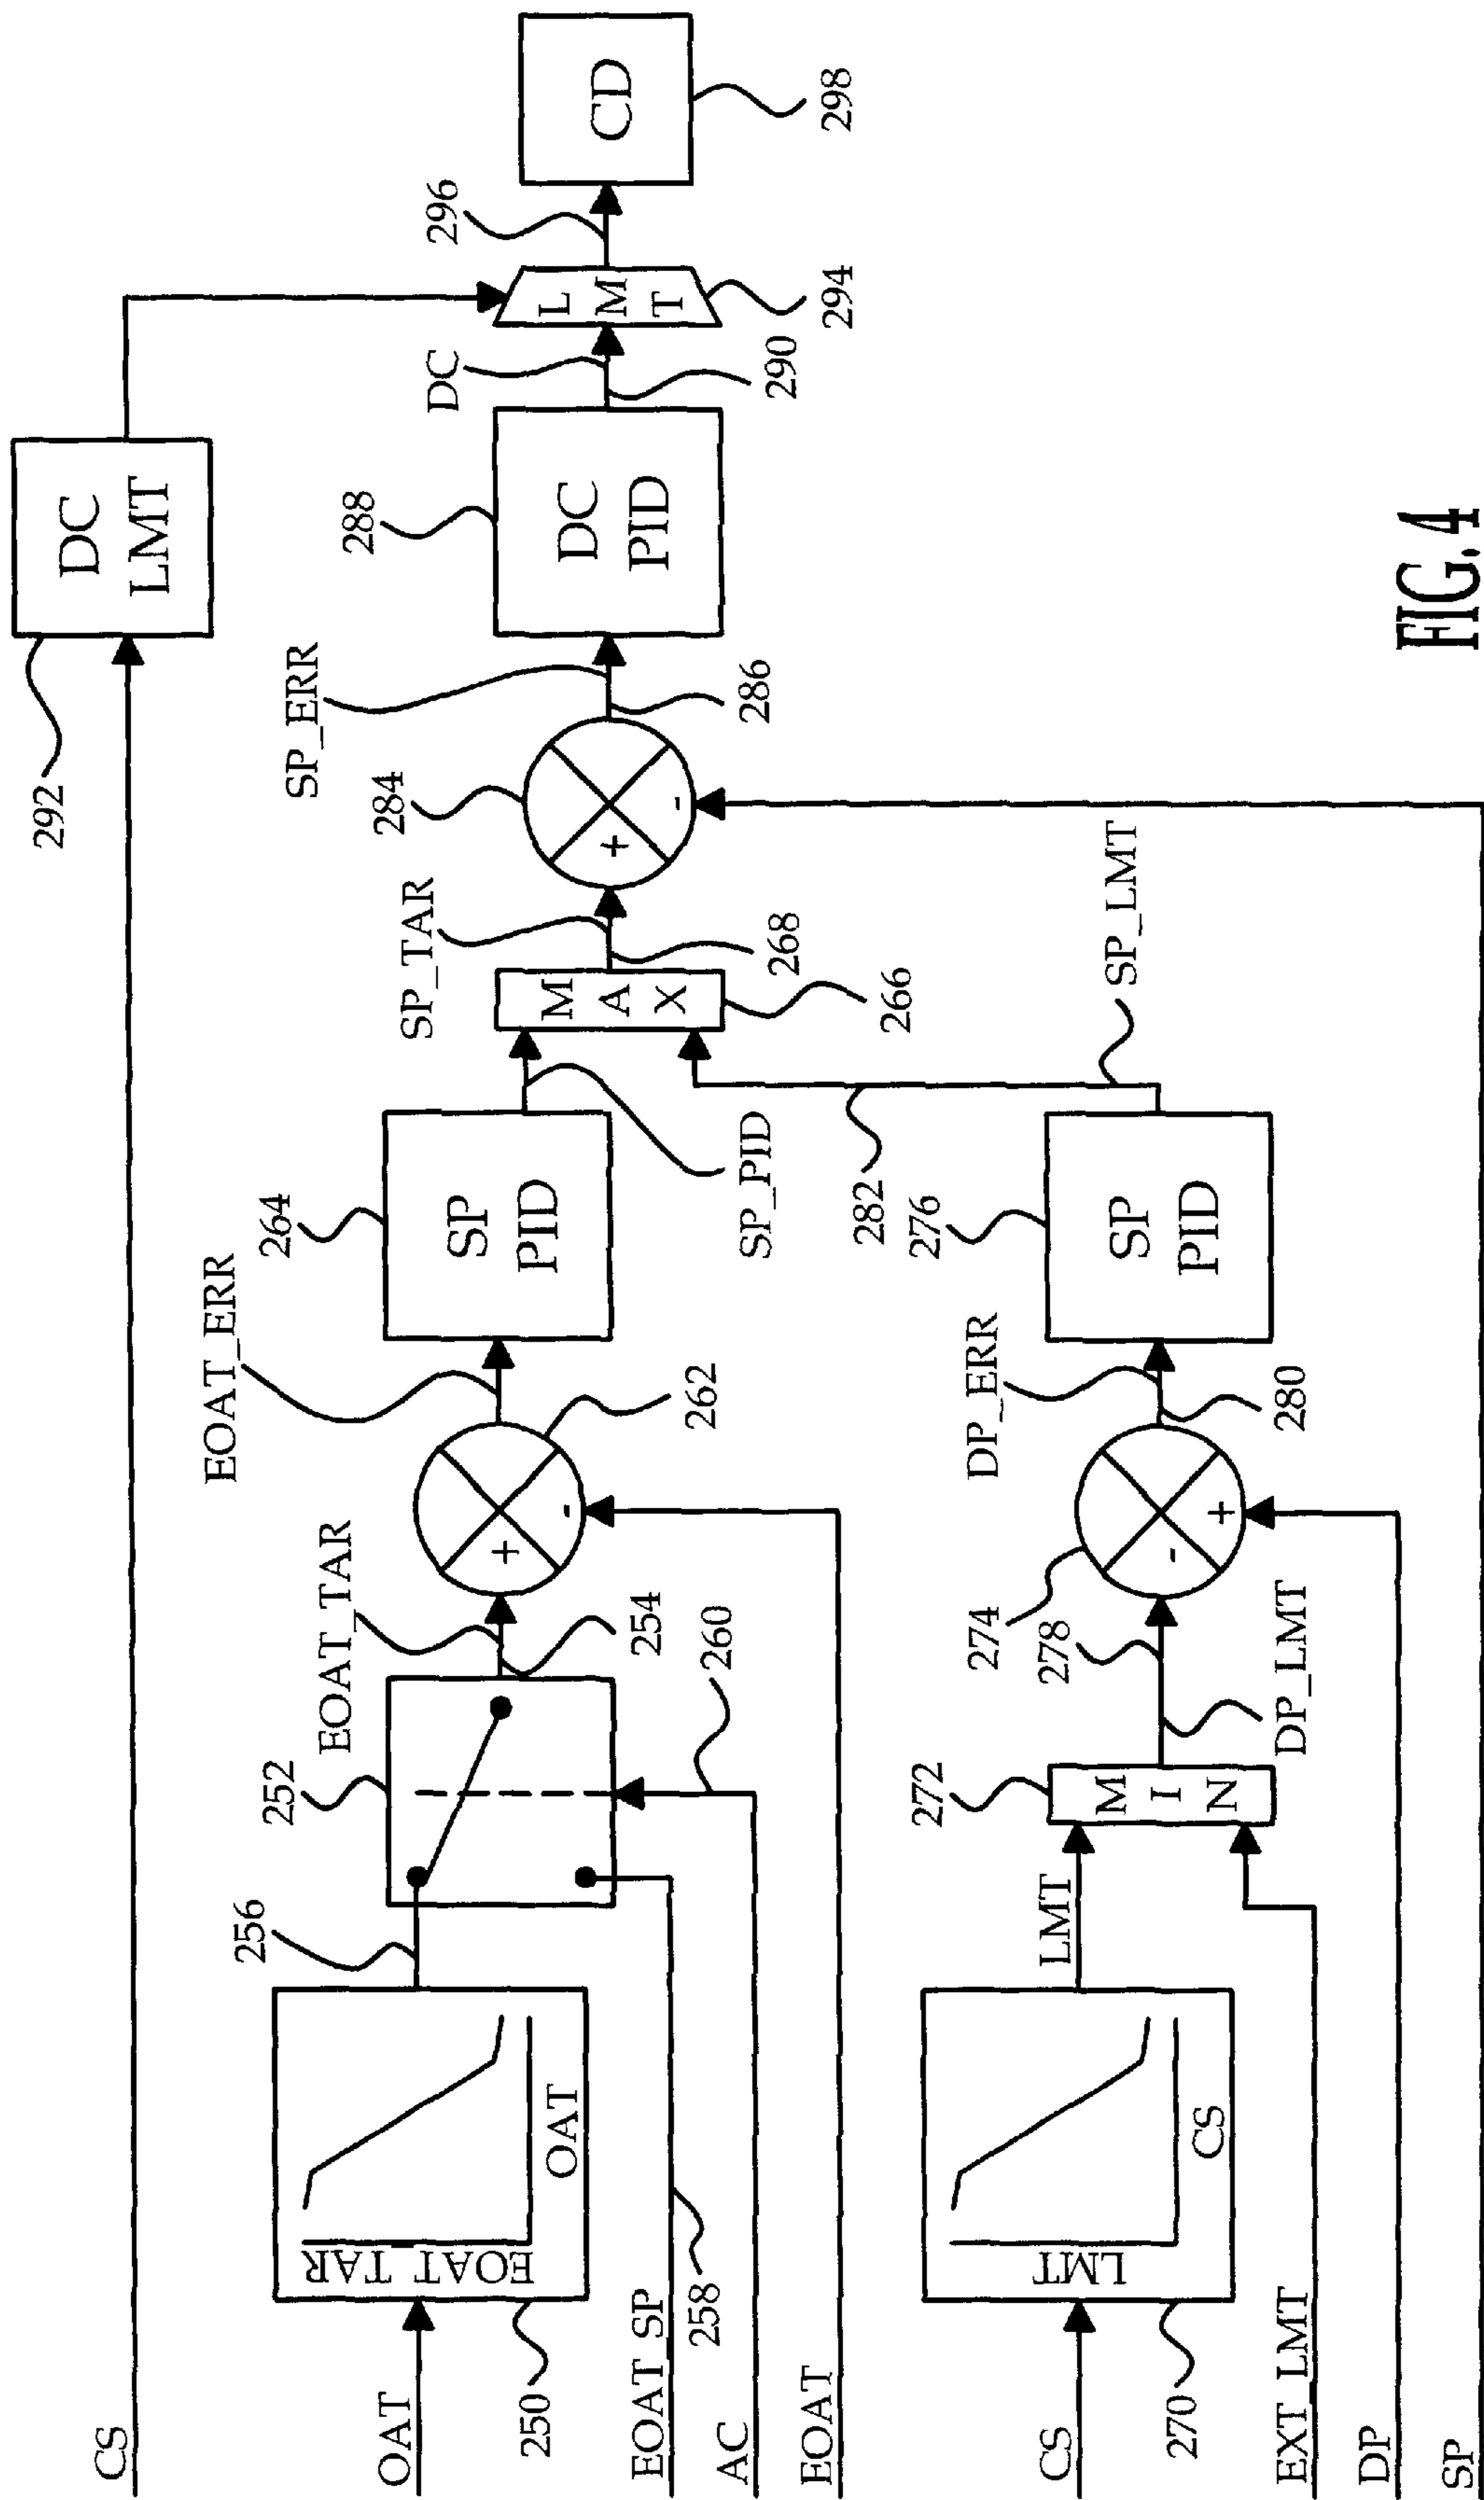 CS
292
DC
LMT
OAT
250
EOAT TAR
OAT
256
252
EOAT_TAR
254
EOAT_ERR
264
SP
PID
SP_TAR
284
SP_ERR
288
DC
PID
DC
296
CD
298
L
M
T
294
290
286
+
-
M
A
X
268
266
SP_PID
262
+
-
260
EOAT SP
258
AC
EOAT
CS
270
LMT
CS
LMT
272
M
I
N
274
278
DP_LMT
-
+
DP_ERR
280
276
282
SP
PID
SP_LMT
EXT LMT
DP
SP
FIG. 4